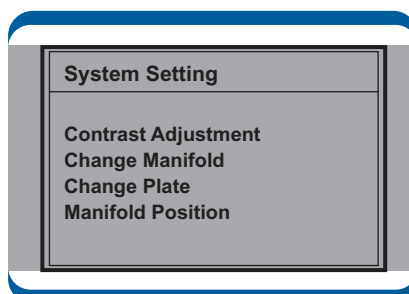 System Setting
Contrast Adjustment
Change Manifold
Change Plate
Manifold Position